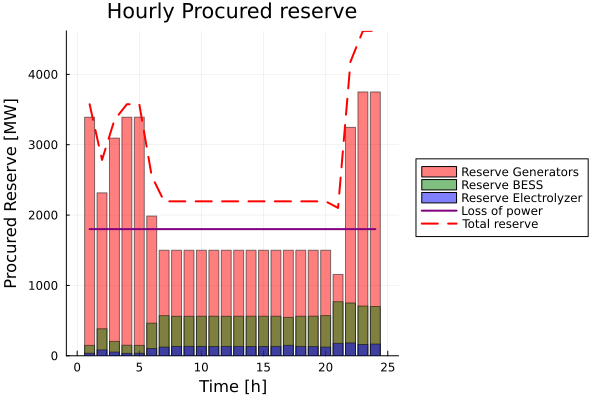 Hourly Procured reserve
Procured Reserve [MW]
4000
3000
2000
1000
0
0 5 10 15 20 25
Time [h]
Reserve Generators
Reserve BESS
Reserve Electrolyzer
Loss of power
Total reserve